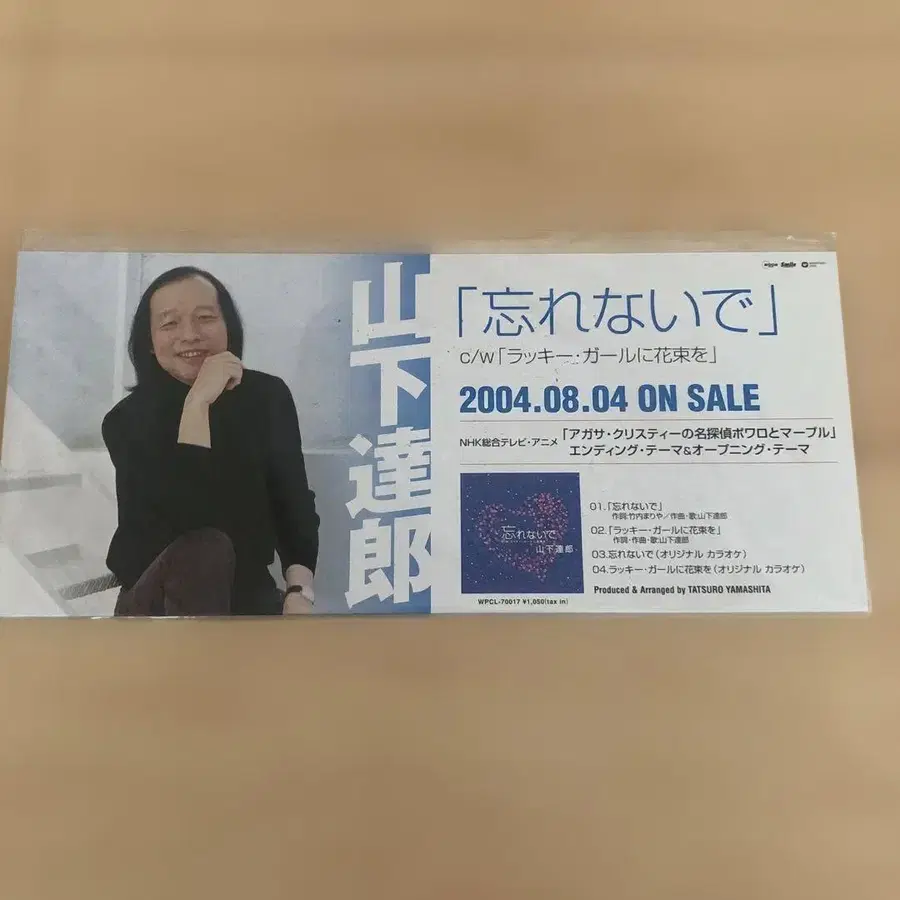 山下達郎
「忘れないで」
c/w「ラッキー・ガールに花束を」
2004.08.04 ON SALE
NHK総合テレビ・アニメ「アガサ・クリスティーの名探偵ポワロとマープル」
エンディング・テーマ&オープニング・テーマ
忘れないで
山下達郎
WPCL-70017 ¥1,050(tax in)
01.「忘れないで」
作詞:竹内まりや/作曲・歌:山下達郎
02.「ラッキー・ガールに花束を」
作詞・作曲・歌:山下達郎
03.忘れないで(オリジナル カラオケ)
04.ラッキー・ガールに花束を(オリジナル カラオケ)
Produced & Arranged by TATSURO YAMASHITA